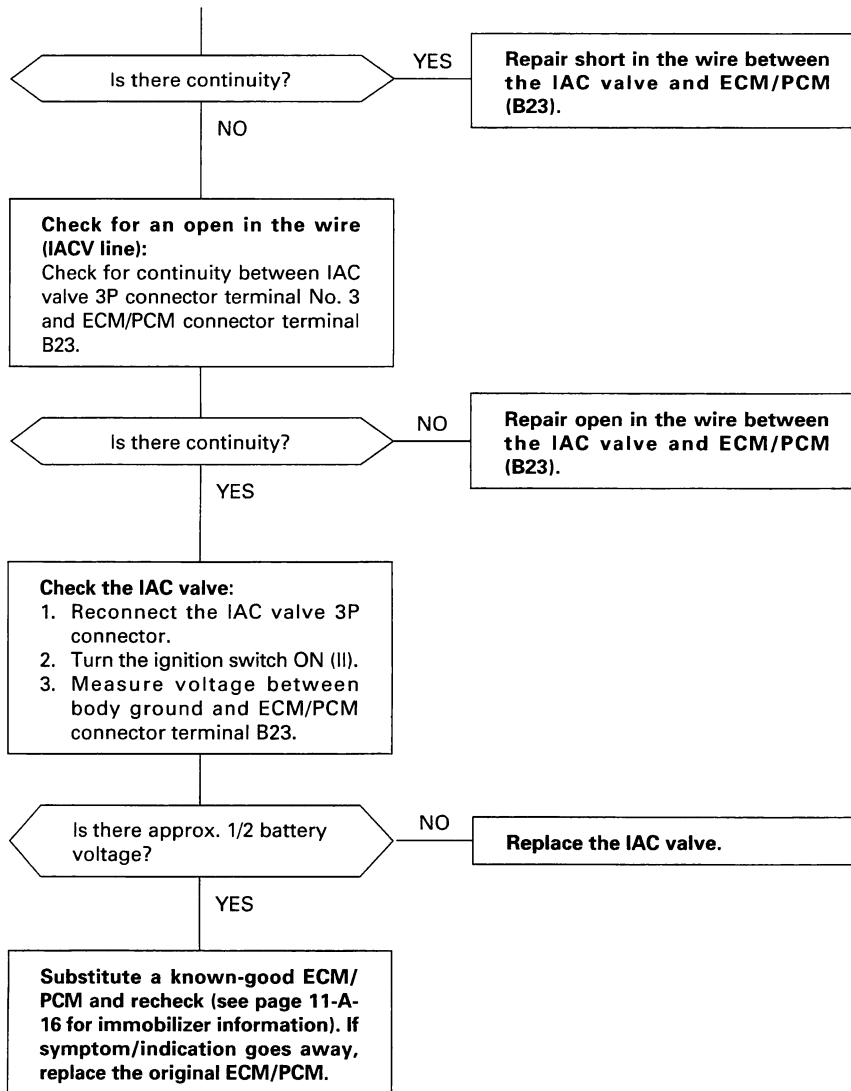 Is there continuity?
YES
Repair short in the wire between
the IAC valve and ECM/PCM
(B23).
NO
Check for an open in the wire
(IACV line):
Check for continuity between IAC
valve 3P connector terminal No. 3
and ECM/PCM connector terminal
B23.
Is there continuity?
NO
Repair open in the wire between
the IAC valve and ECM/PCM
(B23).
YES
Check the IAC valve:
1. Reconnect the IAC valve 3P
connector.
2. Turn the ignition switch ON (II).
3. Measure voltage between
body ground and ECM/PCM
connector terminal B23.
Is there approx. 1/2 battery
voltage?
NO
Replace the IAC valve.
YES
Substitute a known-good ECM/
PCM and recheck (see page 11-A-
16 for immobilizer information). If
symptom/indication goes away,
replace the original ECM/PCM.